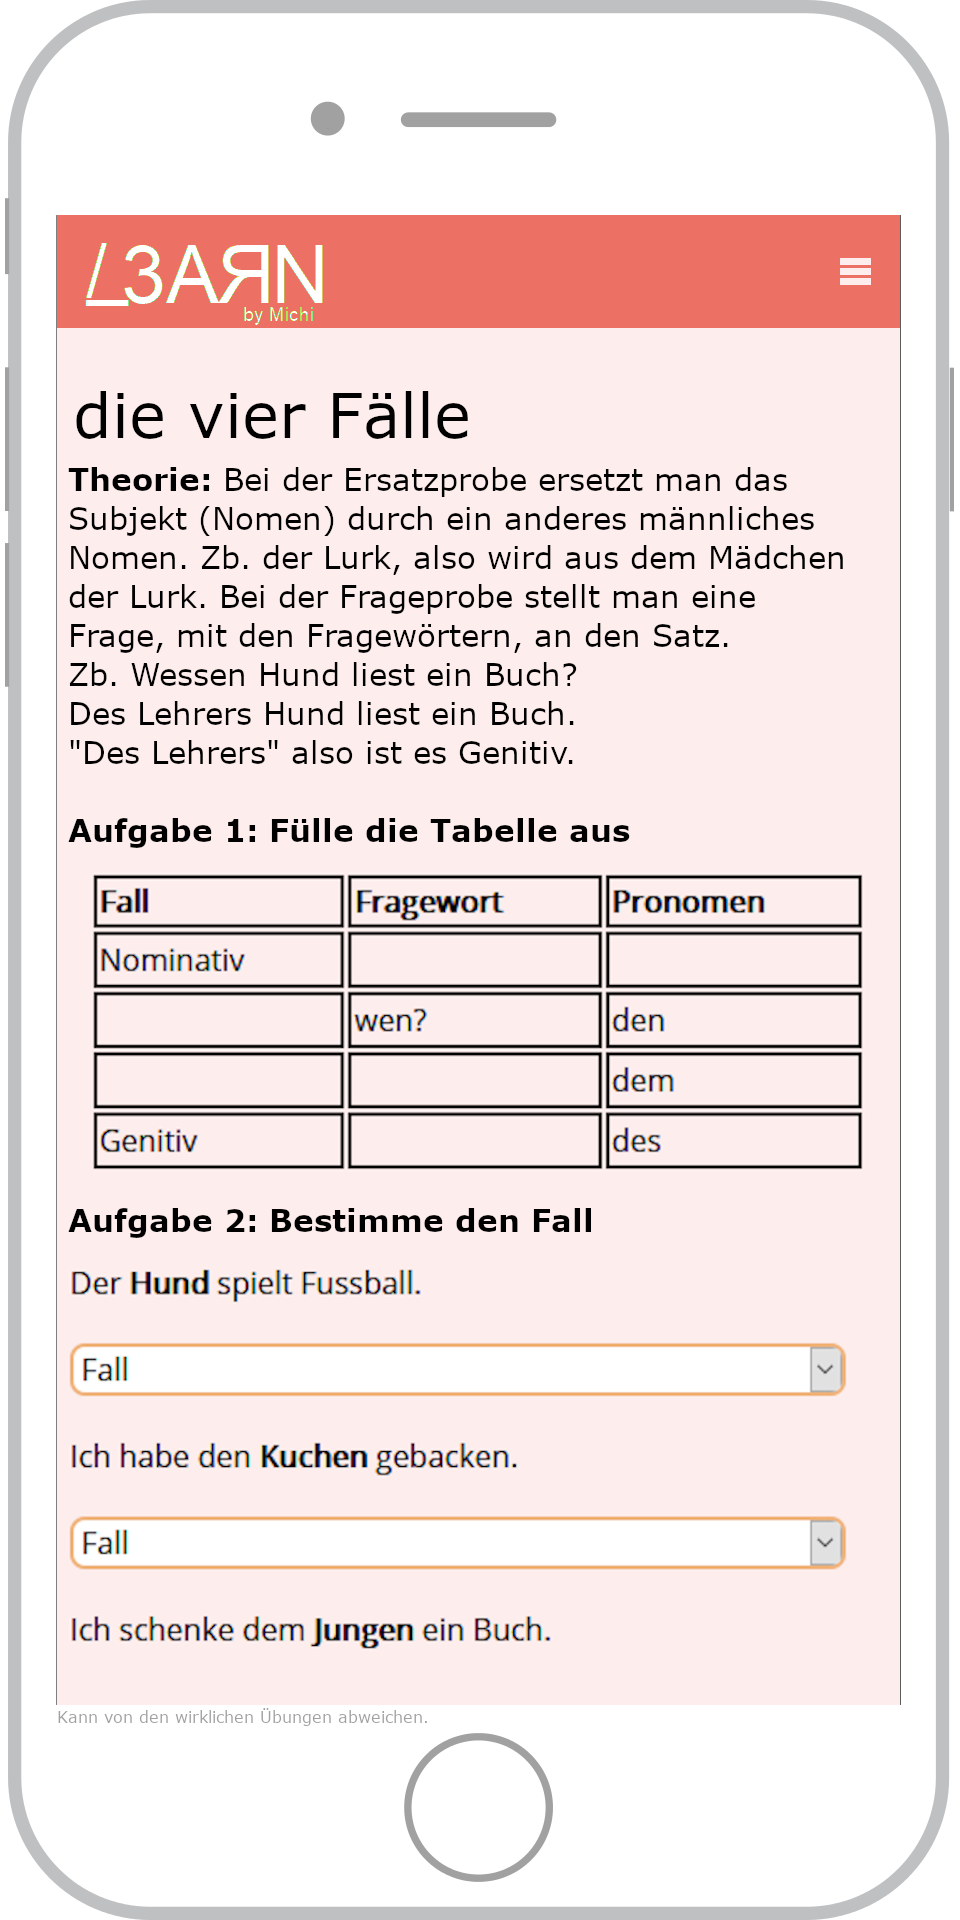 /_3AЯN
by Michi
die vier Fälle
Theorie: Bei der Ersatzprobe ersetzt man das
Subjekt (Nomen) durch ein anderes männliches
Nomen. Zb. der Lurk, also wird aus dem Mädchen
der Lurk. Bei der Frageprobe stellt man eine
Frage, mit den Fragewörtern, an den Satz.
Zb. Wessen Hund liest ein Buch?
Des Lehrers Hund liest ein Buch.
"Des Lehrers" also ist es Genitiv.
Aufgabe 1: Fülle die Tabelle aus
Fall Fragewort Pronomen
Nominativ
wen? den
dem
Genitiv des
Aufgabe 2: Bestimme den Fall
Der Hund spielt Fussball.
Fall
Ich habe den Kuchen gebacken.
Fall
Ich schenke dem Jungen ein Buch.
Kann von den wirklichen Übungen abweichen.